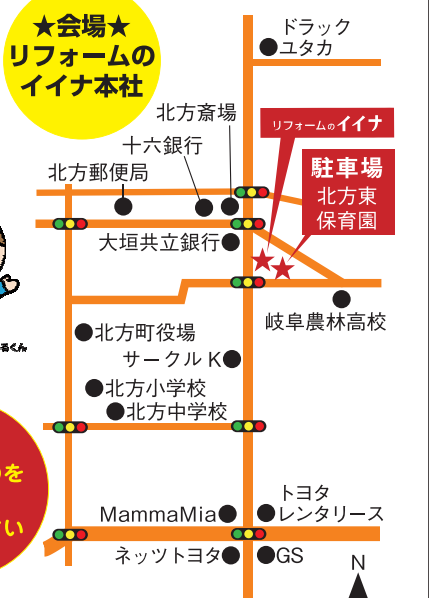 ★会場★
リフォームの
イイナ本社
ドラック
ユタカ
北方斎場
リフォームのイイナ
十六銀行
駐車場
北方東
保育園
北方郵便局
大垣共立銀行
岐阜農林高校
北方町役場
サークルK
るくん
北方小学校
北方中学校
を
い
トヨタ
レンタリース
MammaMia
ネッツトヨタ
GS
N